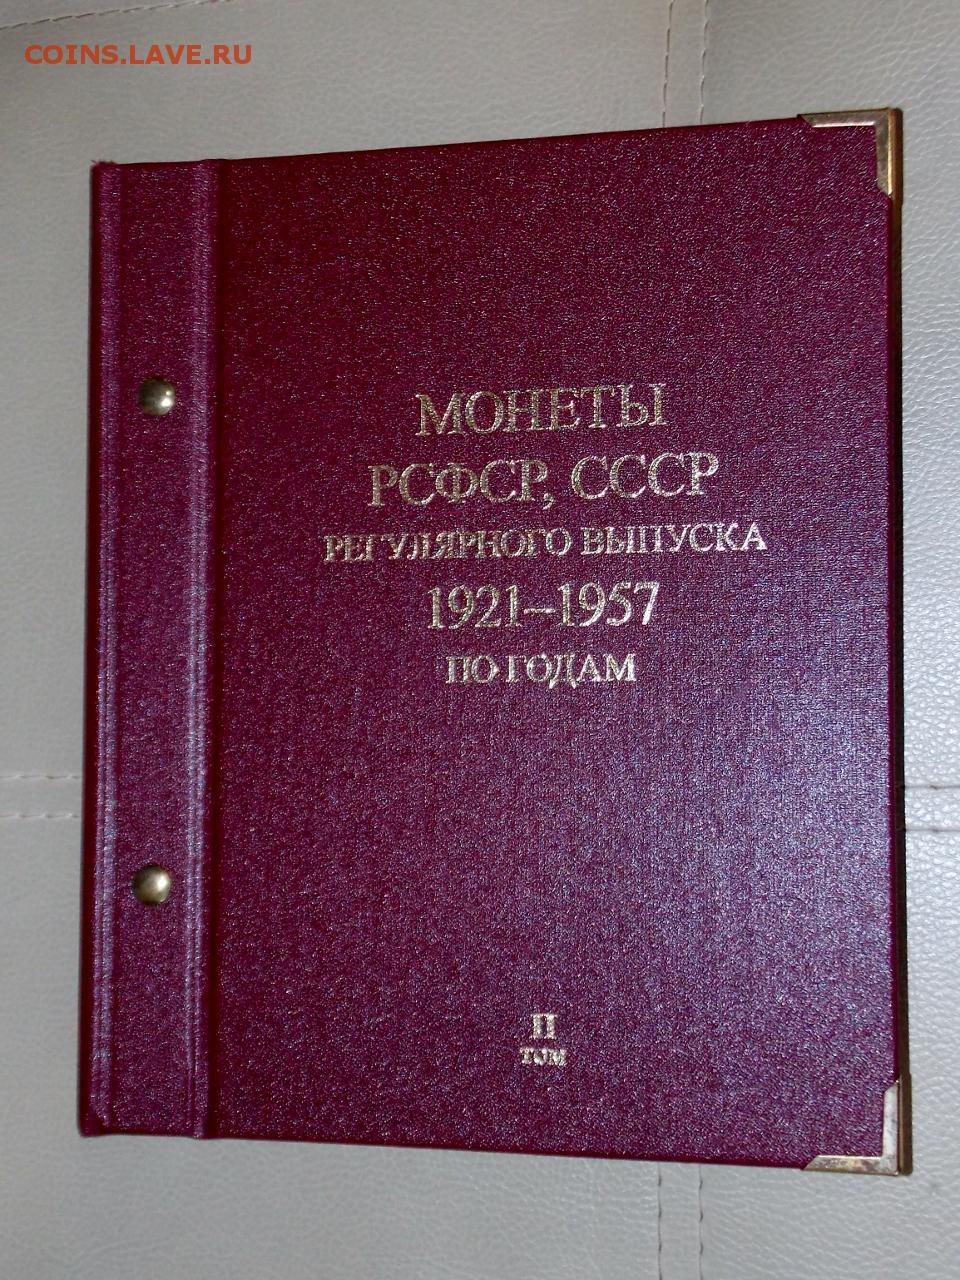 COINS.LAVE.RU
МОНЕТЫ
РСФСР, СССР
РЕГУЛЯРНОГО ВЫПУСКА
1921–1957
ПО ГОДАМ
II
ТОМ